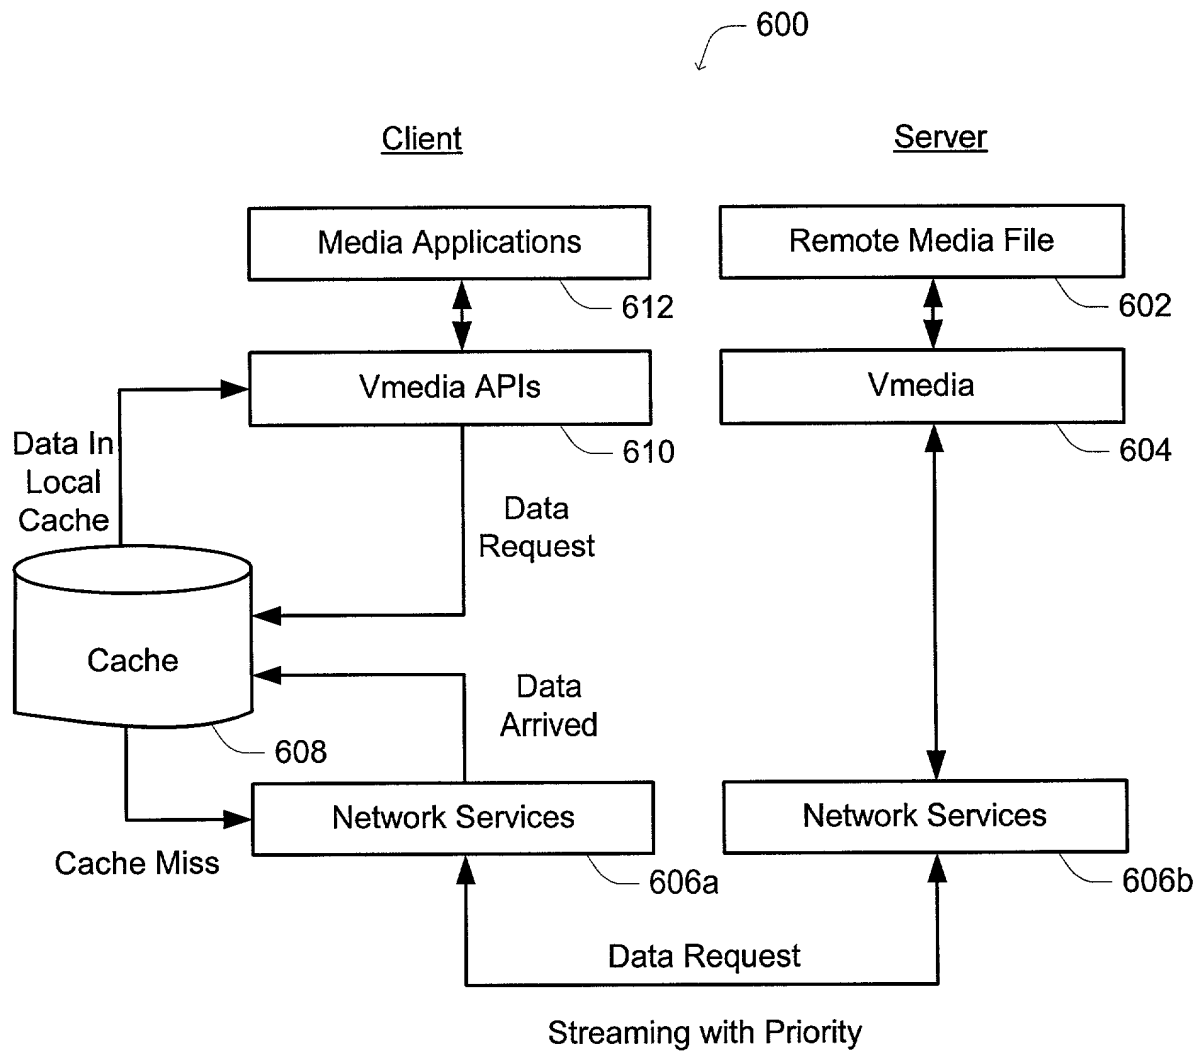 600
Client
Server
Media Applications
Remote Media File
612
602
Vmedia APIs
Vmedia
610
604
Data In
Local
Cache
Data
Request
Cache
Data
Arrived
608
Network Services
Network Services
Cache Miss
606a
606b
Data Request
Streaming with Priority